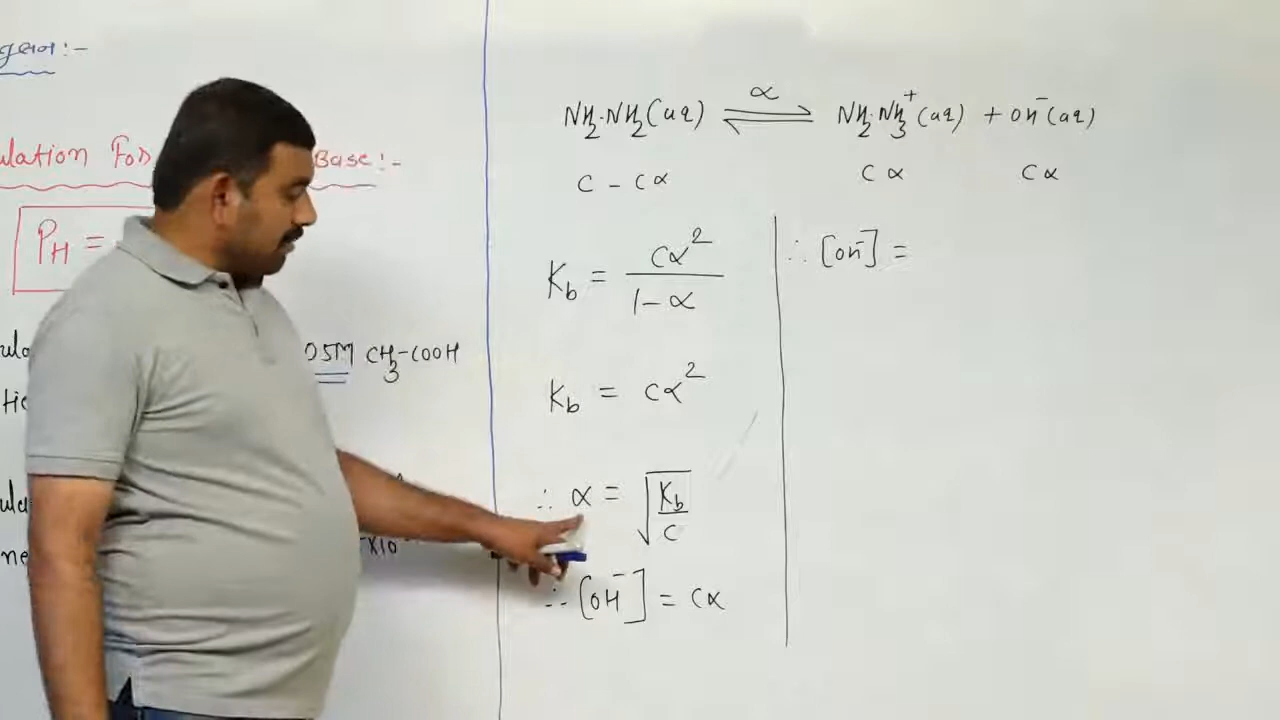 ulation For Base :-
PH =
05M CH3-COOH
x10
NH2.NH2(aq) ⇌ α NH2.NH3+(aq) + OH-(aq)
C - Cα Cα Cα
Kb = Cα² / 1-α
Kb = Cα²
∴ α = √Kb/C
∴ [OH-] = Cα
∴ [OH-] =